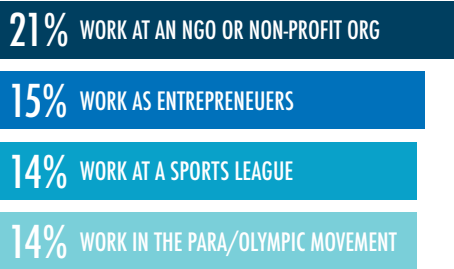 21% WORK AT AN NGO OR NON-PROFIT ORG
15% WORK AS ENTREPRENEUERS
14% WORK AT A SPORTS LEAGUE
14% WORK IN THE PARA/OLYMPIC MOVEMENT